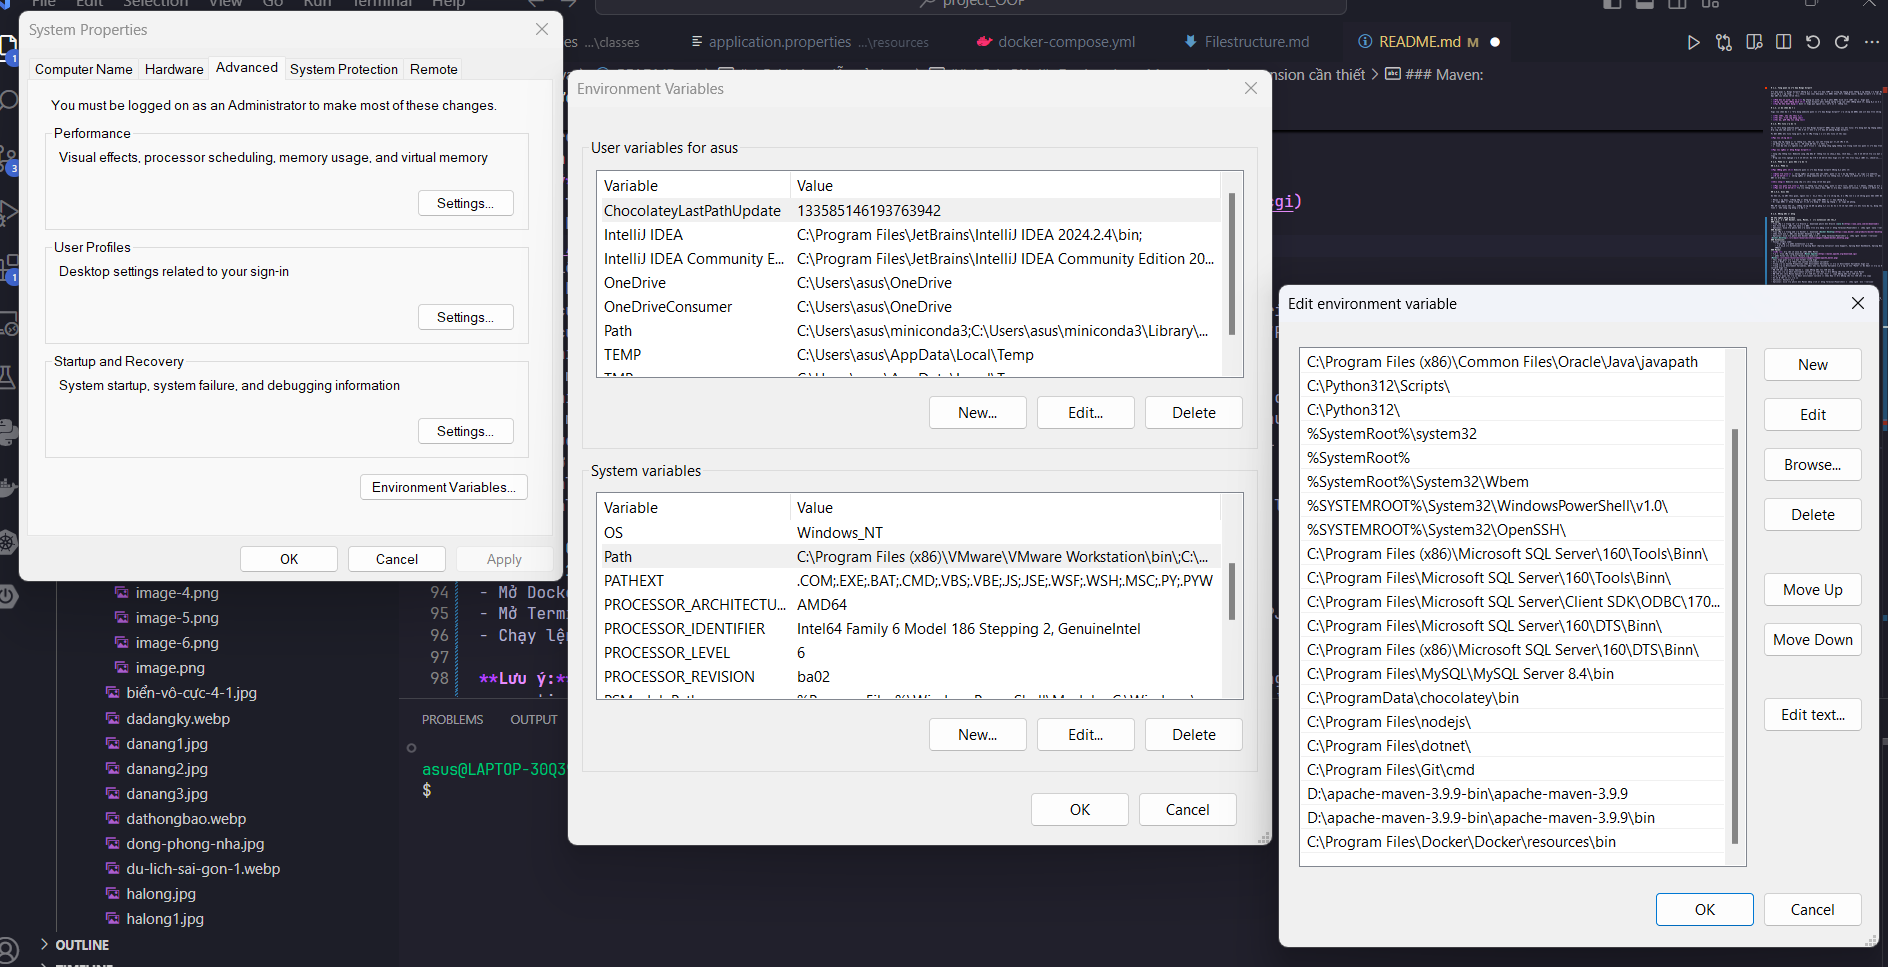 File Edit Selection View Go Run Terminal Help
project_OOP
System Properties
Computer Name Hardware Advanced System Protection Remote
You must be logged on as an Administrator to make most of these changes.
Performance
Visual effects, processor scheduling, memory usage, and virtual memory
Settings...
User Profiles
Desktop settings related to your sign-in
Settings...
Startup and Recovery
System startup, system failure, and debugging information
Settings...
Environment Variables...
OK Cancel Apply
...\classes
application.properties ...\resources
docker-compose.yml
Filestructure.md
README.md M
cần thiết > ### Maven:
Environment Variables
User variables for asus
Variable Value
ChocolateyLastPathUpdate 133585146193763942
IntelliJ IDEA C:\Program Files\JetBrains\IntelliJ IDEA 2024.2.4\bin;
IntelliJ IDEA Community E... C:\Program Files\JetBrains\IntelliJ IDEA Community Edition 20...
OneDrive C:\Users\asus\OneDrive
OneDriveConsumer C:\Users\asus\OneDrive
Path C:\Users\asus\miniconda3;C:\Users\asus\miniconda3\Library\...
TEMP C:\Users\asus\AppData\Local\Temp
New... Edit... Delete
System variables
Variable Value
OS Windows_NT
Path C:\Program Files (x86)\VMware\VMware Workstation\bin\;C:\...
PATHEXT .COM;.EXE;.BAT;.CMD;.VBS;.VBE;.JS;.JSE;.WSF;.WSH;.MSC;.PY;.PYW
PROCESSOR_ARCHITECTU... AMD64
PROCESSOR_IDENTIFIER Intel64 Family 6 Model 186 Stepping 2, GenuineIntel
PROCESSOR_LEVEL 6
PROCESSOR_REVISION ba02
New... Edit... Delete
OK Cancel
Edit environment variable
C:\Program Files (x86)\Common Files\Oracle\Java\javapath
C:\Python312\Scripts\
C:\Python312\
%SystemRoot%\system32
%SystemRoot%
%SystemRoot%\System32\Wbem
%SYSTEMROOT%\System32\WindowsPowerShell\v1.0\
%SYSTEMROOT%\System32\OpenSSH\
C:\Program Files (x86)\Microsoft SQL Server\160\Tools\Binn\
C:\Program Files\Microsoft SQL Server\160\Tools\Binn\
C:\Program Files\Microsoft SQL Server\Client SDK\ODBC\170...
C:\Program Files\Microsoft SQL Server\160\DTS\Binn\
C:\Program Files (x86)\Microsoft SQL Server\160\DTS\Binn\
C:\Program Files\MySQL\MySQL Server 8.4\bin
C:\ProgramData\chocolatey\bin
C:\Program Files\nodejs\
C:\Program Files\dotnet\
C:\Program Files\Git\cmd
D:\apache-maven-3.9.9-bin\apache-maven-3.9.9
D:\apache-maven-3.9.9-bin\apache-maven-3.9.9\bin
C:\Program Files\Docker\Docker\resources\bin
New
Edit
Browse...
Delete
Move Up
Move Down
Edit text...
OK Cancel
image-4.png
image-5.png
image-6.png
image.png
biển-vô-cực-4-1.jpg
dadangky.webp
danang1.jpg
danang2.jpg
danang3.jpg
dathongbao.webp
dong-phong-nha.jpg
du-lich-sai-gon-1.webp
halong.jpg
halong1.jpg
OUTLINE
94 - Mở Dock
95 - Mở Term
96 - Chạy lện
97
98 **Lưu ý:**
PROBLEMS OUTPUT
asus@LAPTOP-30Q3
$